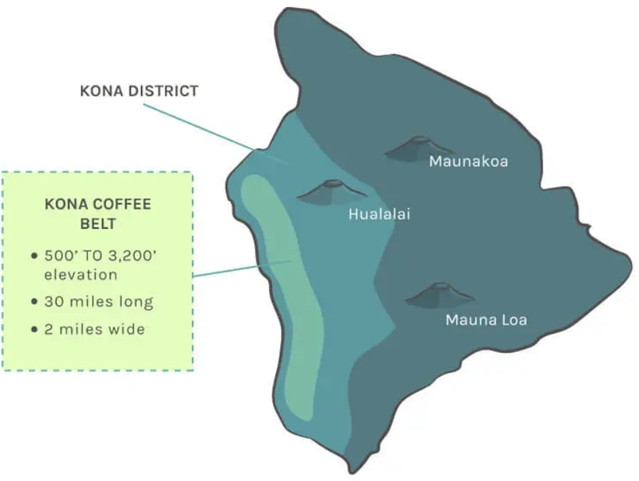 KONA DISTRICT
Maunakoa
KONA COFFEE
BELT
Hualalai
• 500’ TO 3,200’
elevation
• 30 miles long
• 2 miles wide
Mauna Loa